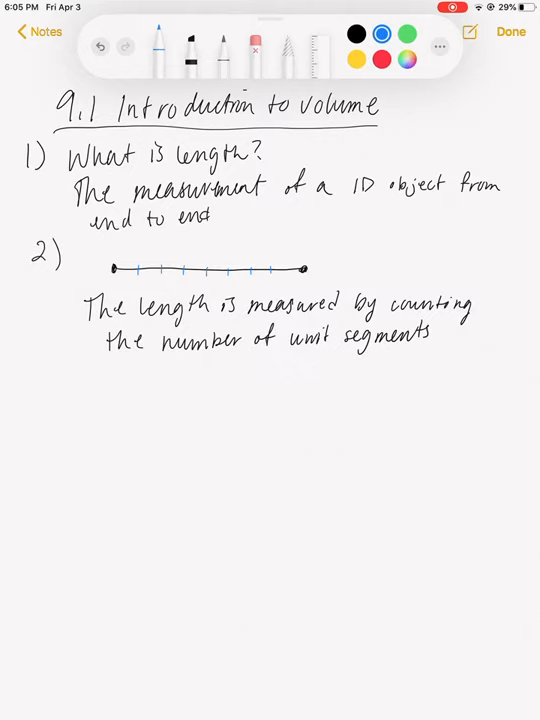 6:05 PM Fri Apr 3
29%
Notes
Done
9.1 Introduction to volume
1) What is length?
The measurement of a 1D object from
end to end
2)
The length is measured by counting
the number of unit segments